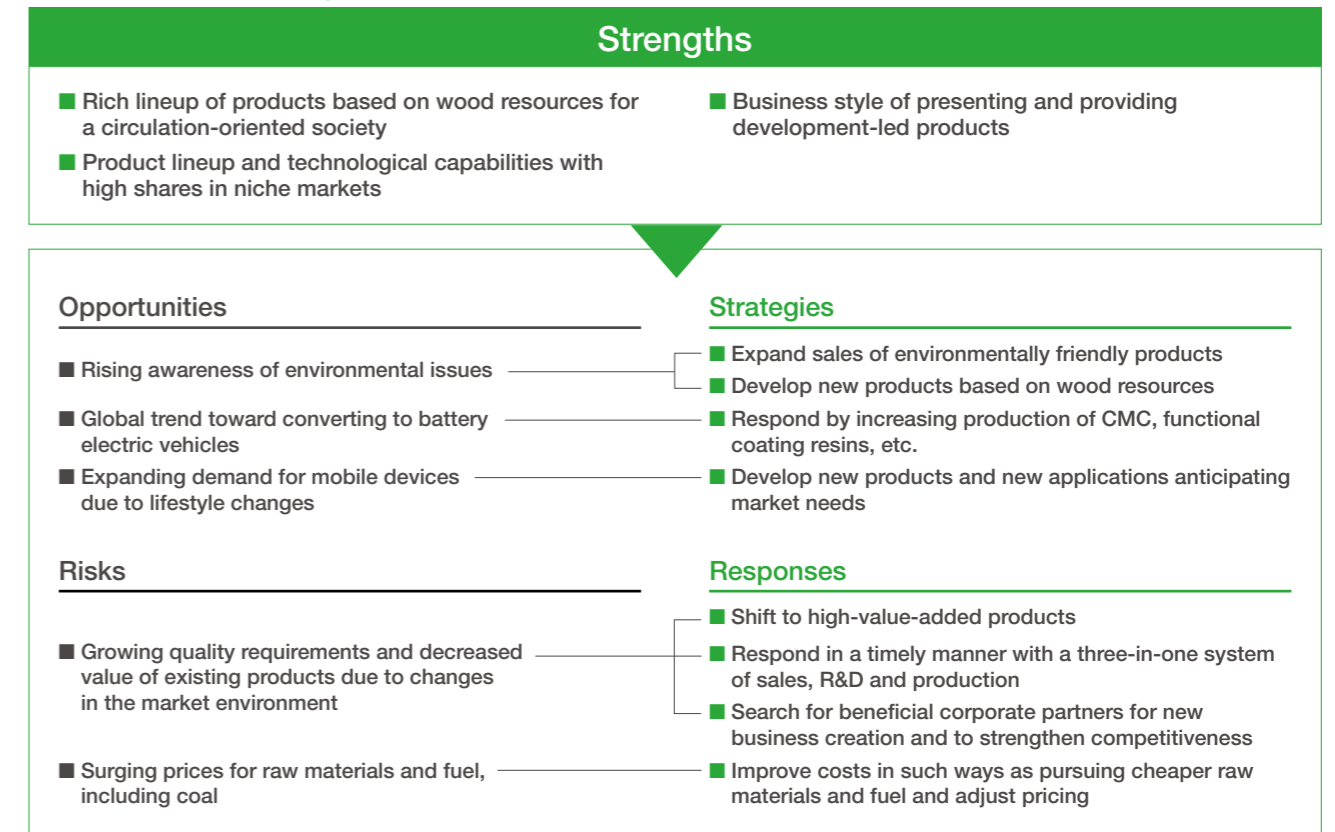 Strengths
■ Rich lineup of products based on wood resources for
a circulation-oriented society
■ Product lineup and technological capabilities with
high shares in niche markets
■ Business style of presenting and providing
development-led products
Opportunities
■ Rising awareness of environmental issues
■ Global trend toward converting to battery
electric vehicles
■ Expanding demand for mobile devices
due to lifestyle changes
Strategies
■ Expand sales of environmentally friendly products
■ Develop new products based on wood resources
■ Respond by increasing production of CMC, functional
coating resins, etc.
■ Develop new products and new applications anticipating
market needs
Risks
■ Growing quality requirements and decreased
value of existing products due to changes
in the market environment
■ Surging prices for raw materials and fuel,
including coal
Responses
■ Shift to high-value-added products
■ Respond in a timely manner with a three-in-one system
of sales, R&D and production
■ Search for beneficial corporate partners for new
business creation and to strengthen competitiveness
■ Improve costs in such ways as pursuing cheaper raw
materials and fuel and adjust pricing